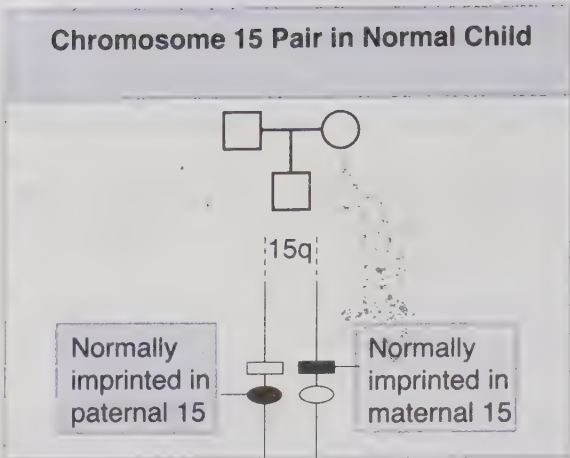 Chromosome 15 Pair in Normal Child
15q
Normally
imprinted in
paternal 15
Normally
imprinted in
maternal 15